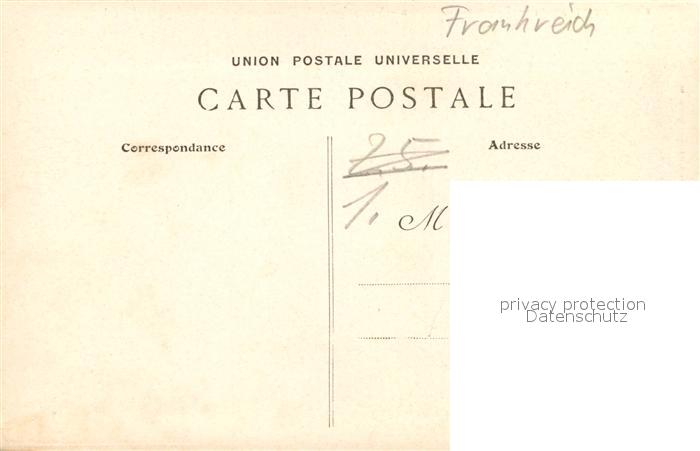 Frankreich
UNION POSTALE UNIVERSELLE
CARTE POSTALE
Correspondance
Adresse
25.
1.
M
privacy protection
Datenschutz